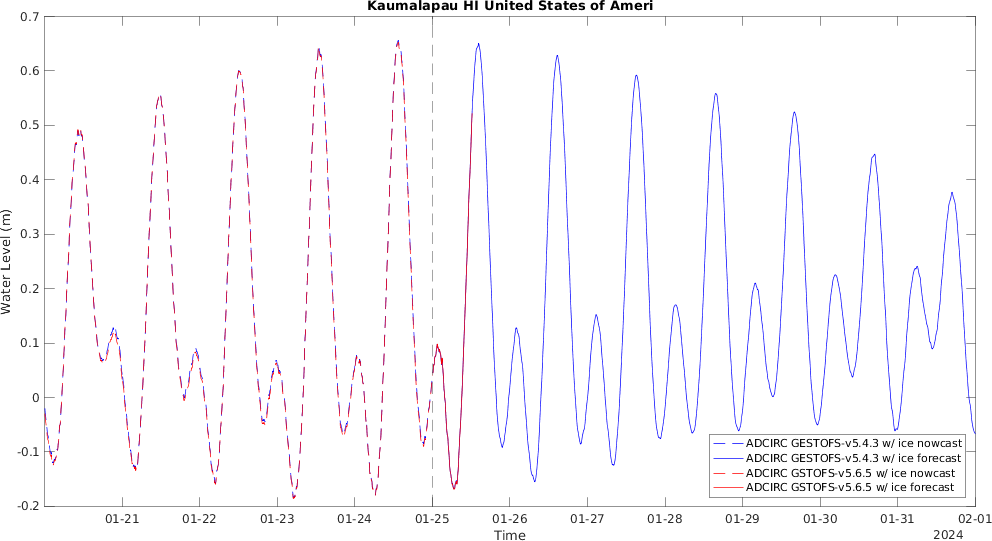 Kaumalapau HI United States of Ameri
0.7
0.6
0.5
0.4
0.3
0.2
0.1
0
-0.1
-0.2
Water Level (m)
ADCIRC GESTOFS-v5.4.3 w/ ice nowcast
ADCIRC GESTOFS-v5.4.3 w/ ice forecast
ADCIRC GSTOFS-v5.6.5 w/ ice nowcast
ADCIRC GSTOFS-v5.6.5 w/ ice forecast
01-21 01-22 01-23 01-24 01-25 01-26 01-27 01-28 01-29 01-30 01-31 02-01
Time
2024